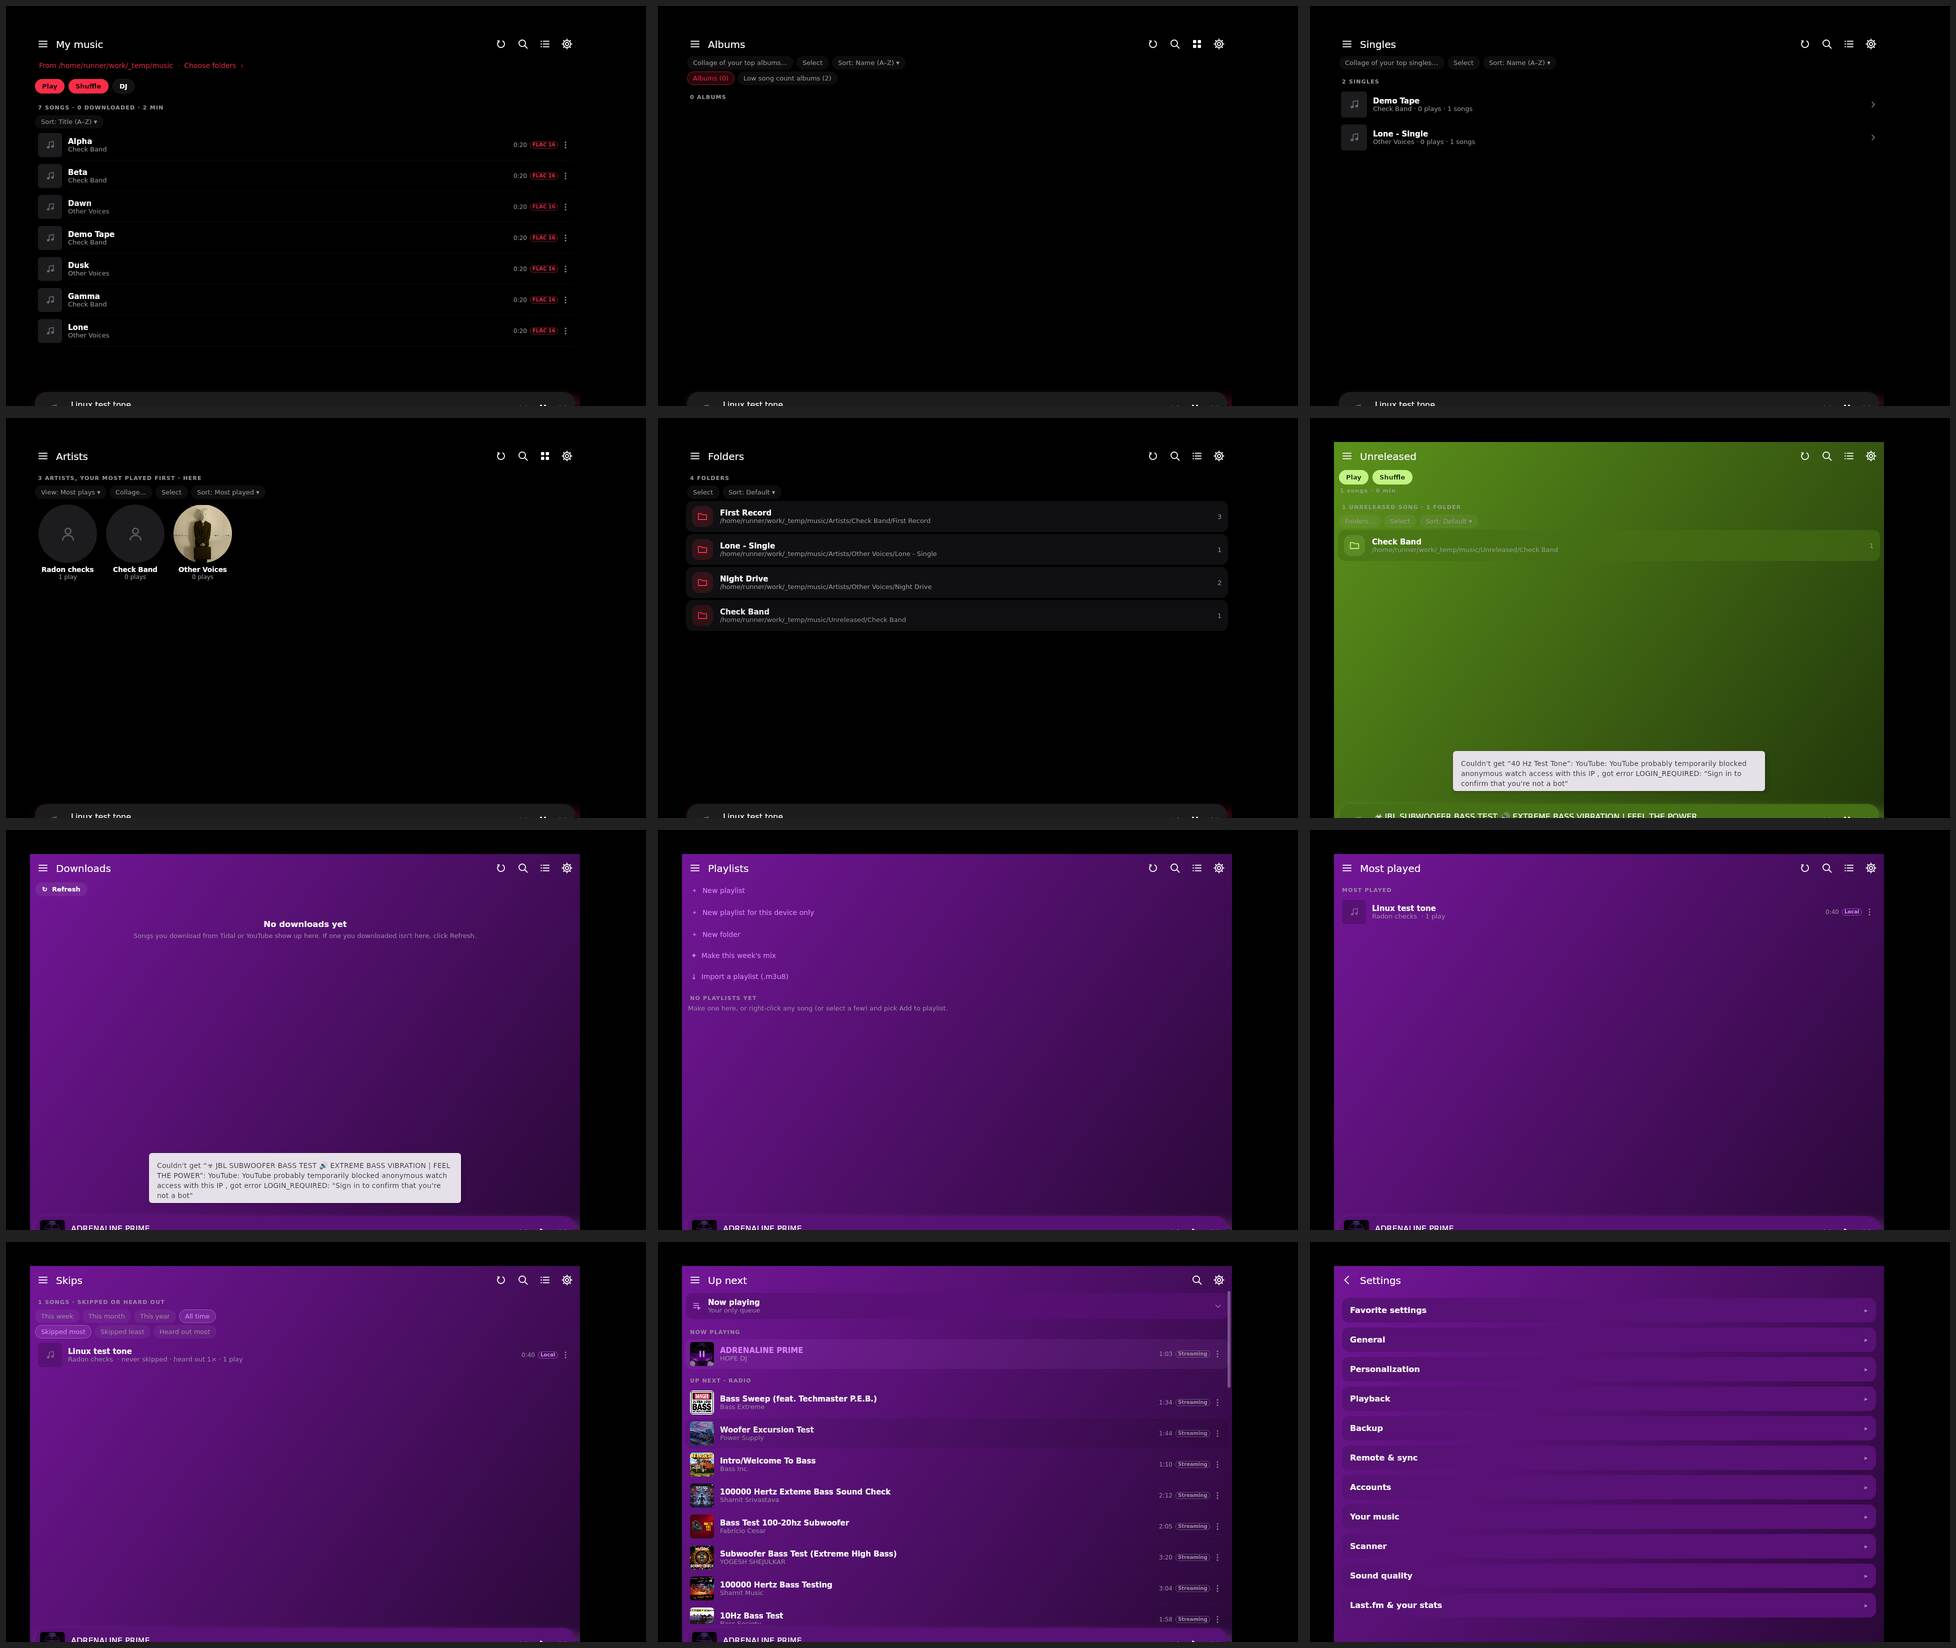 My music
From /home/runner/work/_temp/music · Choose folders ›
Play Shuffle DJ
7 SONGS · 0 DOWNLOADED · 2 MIN
Sort: Title (A–Z) ▾
Alpha
Check Band
0:20 FLAC 16
Beta
Check Band
0:20 FLAC 16
Dawn
Other Voices
0:20 FLAC 16
Demo Tape
Check Band
0:20 FLAC 16
Dusk
Other Voices
0:20 FLAC 16
Gamma
Check Band
0:20 FLAC 16
Lone
Other Voices
0:20 FLAC 16
Linux test tone
Albums
Collage of your top albums... Select Sort: Name (A–Z) ▾
Albums (0) Low song count albums (2)
0 ALBUMS
Linux test tone
Singles
Collage of your top singles... Select Sort: Name (A–Z) ▾
2 SINGLES
Demo Tape
Check Band · 0 plays · 1 songs
Lone - Single
Other Voices · 0 plays · 1 songs
Linux test tone
Artists
3 ARTISTS, YOUR MOST PLAYED FIRST · HERE
View: Most plays ▾ Collage... Select Sort: Most played ▾
Radon checks
1 play
Check Band
0 plays
Other Voices
0 plays
Linux test tone
Folders
4 FOLDERS
Select Sort: Default ▾
First Record
/home/runner/work/_temp/music/Artists/Check Band/First Record
3
Lone - Single
/home/runner/work/_temp/music/Artists/Other Voices/Lone - Single
1
Night Drive
/home/runner/work/_temp/music/Artists/Other Voices/Night Drive
2
Check Band
/home/runner/work/_temp/music/Unreleased/Check Band
1
Linux test tone
Unreleased
Play Shuffle
1 songs · 0 min
1 UNRELEASED SONG · 1 FOLDER
Folders... Select Sort: Default ▾
Check Band
/home/runner/work/_temp/music/Unreleased/Check Band
1
Couldn't get "40 Hz Test Tone": YouTube: YouTube probably temporarily blocked
anonymous watch access with this IP , got error LOGIN_REQUIRED: "Sign in to
confirm that you're not a bot"
☣ JBL SUBWOOFER BASS TEST 🔊 EXTREME BASS VIBRATION | FEEL THE POWER
Downloads
↻ Refresh
No downloads yet
Songs you download from Tidal or YouTube show up here. If one you downloaded isn't here, click Refresh.
Couldn't get "☣ JBL SUBWOOFER BASS TEST 🔊 EXTREME BASS VIBRATION | FEEL
THE POWER": YouTube: YouTube probably temporarily blocked anonymous watch
access with this IP , got error LOGIN_REQUIRED: "Sign in to confirm that you're
not a bot"
ADRENALINE PRIME
Playlists
+ New playlist
+ New playlist for this device only
+ New folder
✦ Make this week's mix
↓ Import a playlist (.m3u8)
NO PLAYLISTS YET
Make one here, or right-click any song (or select a few) and pick Add to playlist.
ADRENALINE PRIME
Most played
MOST PLAYED
Linux test tone
Radon checks · 1 play
0:40 Local
ADRENALINE PRIME
Skips
1 SONGS · SKIPPED OR HEARD OUT
This week This month This year All time
Skipped most Skipped least Heard out most
Linux test tone
Radon checks · never skipped · heard out 1× · 1 play
0:40 Local
ADRENALINE PRIME
Up next
Now playing
Your only queue
NOW PLAYING
ADRENALINE PRIME
HOPE DJ
1:03 Streaming
UP NEXT · RADIO
Bass Sweep (feat. Techmaster P.E.B.)
Bass Extreme
1:34 Streaming
Woofer Excursion Test
Power Supply
1:44 Streaming
Intro/Welcome To Bass
Bass Inc.
1:10 Streaming
100000 Hertz Exteme Bass Sound Check
Shamit Srivastava
2:12 Streaming
Bass Test 100-20hz Subwoofer
Fabricio Cesar
2:05 Streaming
Subwoofer Bass Test (Extreme High Bass)
YOGESH SHEJULKAR
3:20 Streaming
100000 Hertz Bass Testing
Shamit Music
3:04 Streaming
10Hz Bass Test
1:58 Streaming
ADRENALINE PRIME
Settings
Favorite settings
General
Personalization
Playback
Backup
Remote & sync
Accounts
Your music
Scanner
Sound quality
Last.fm & your stats